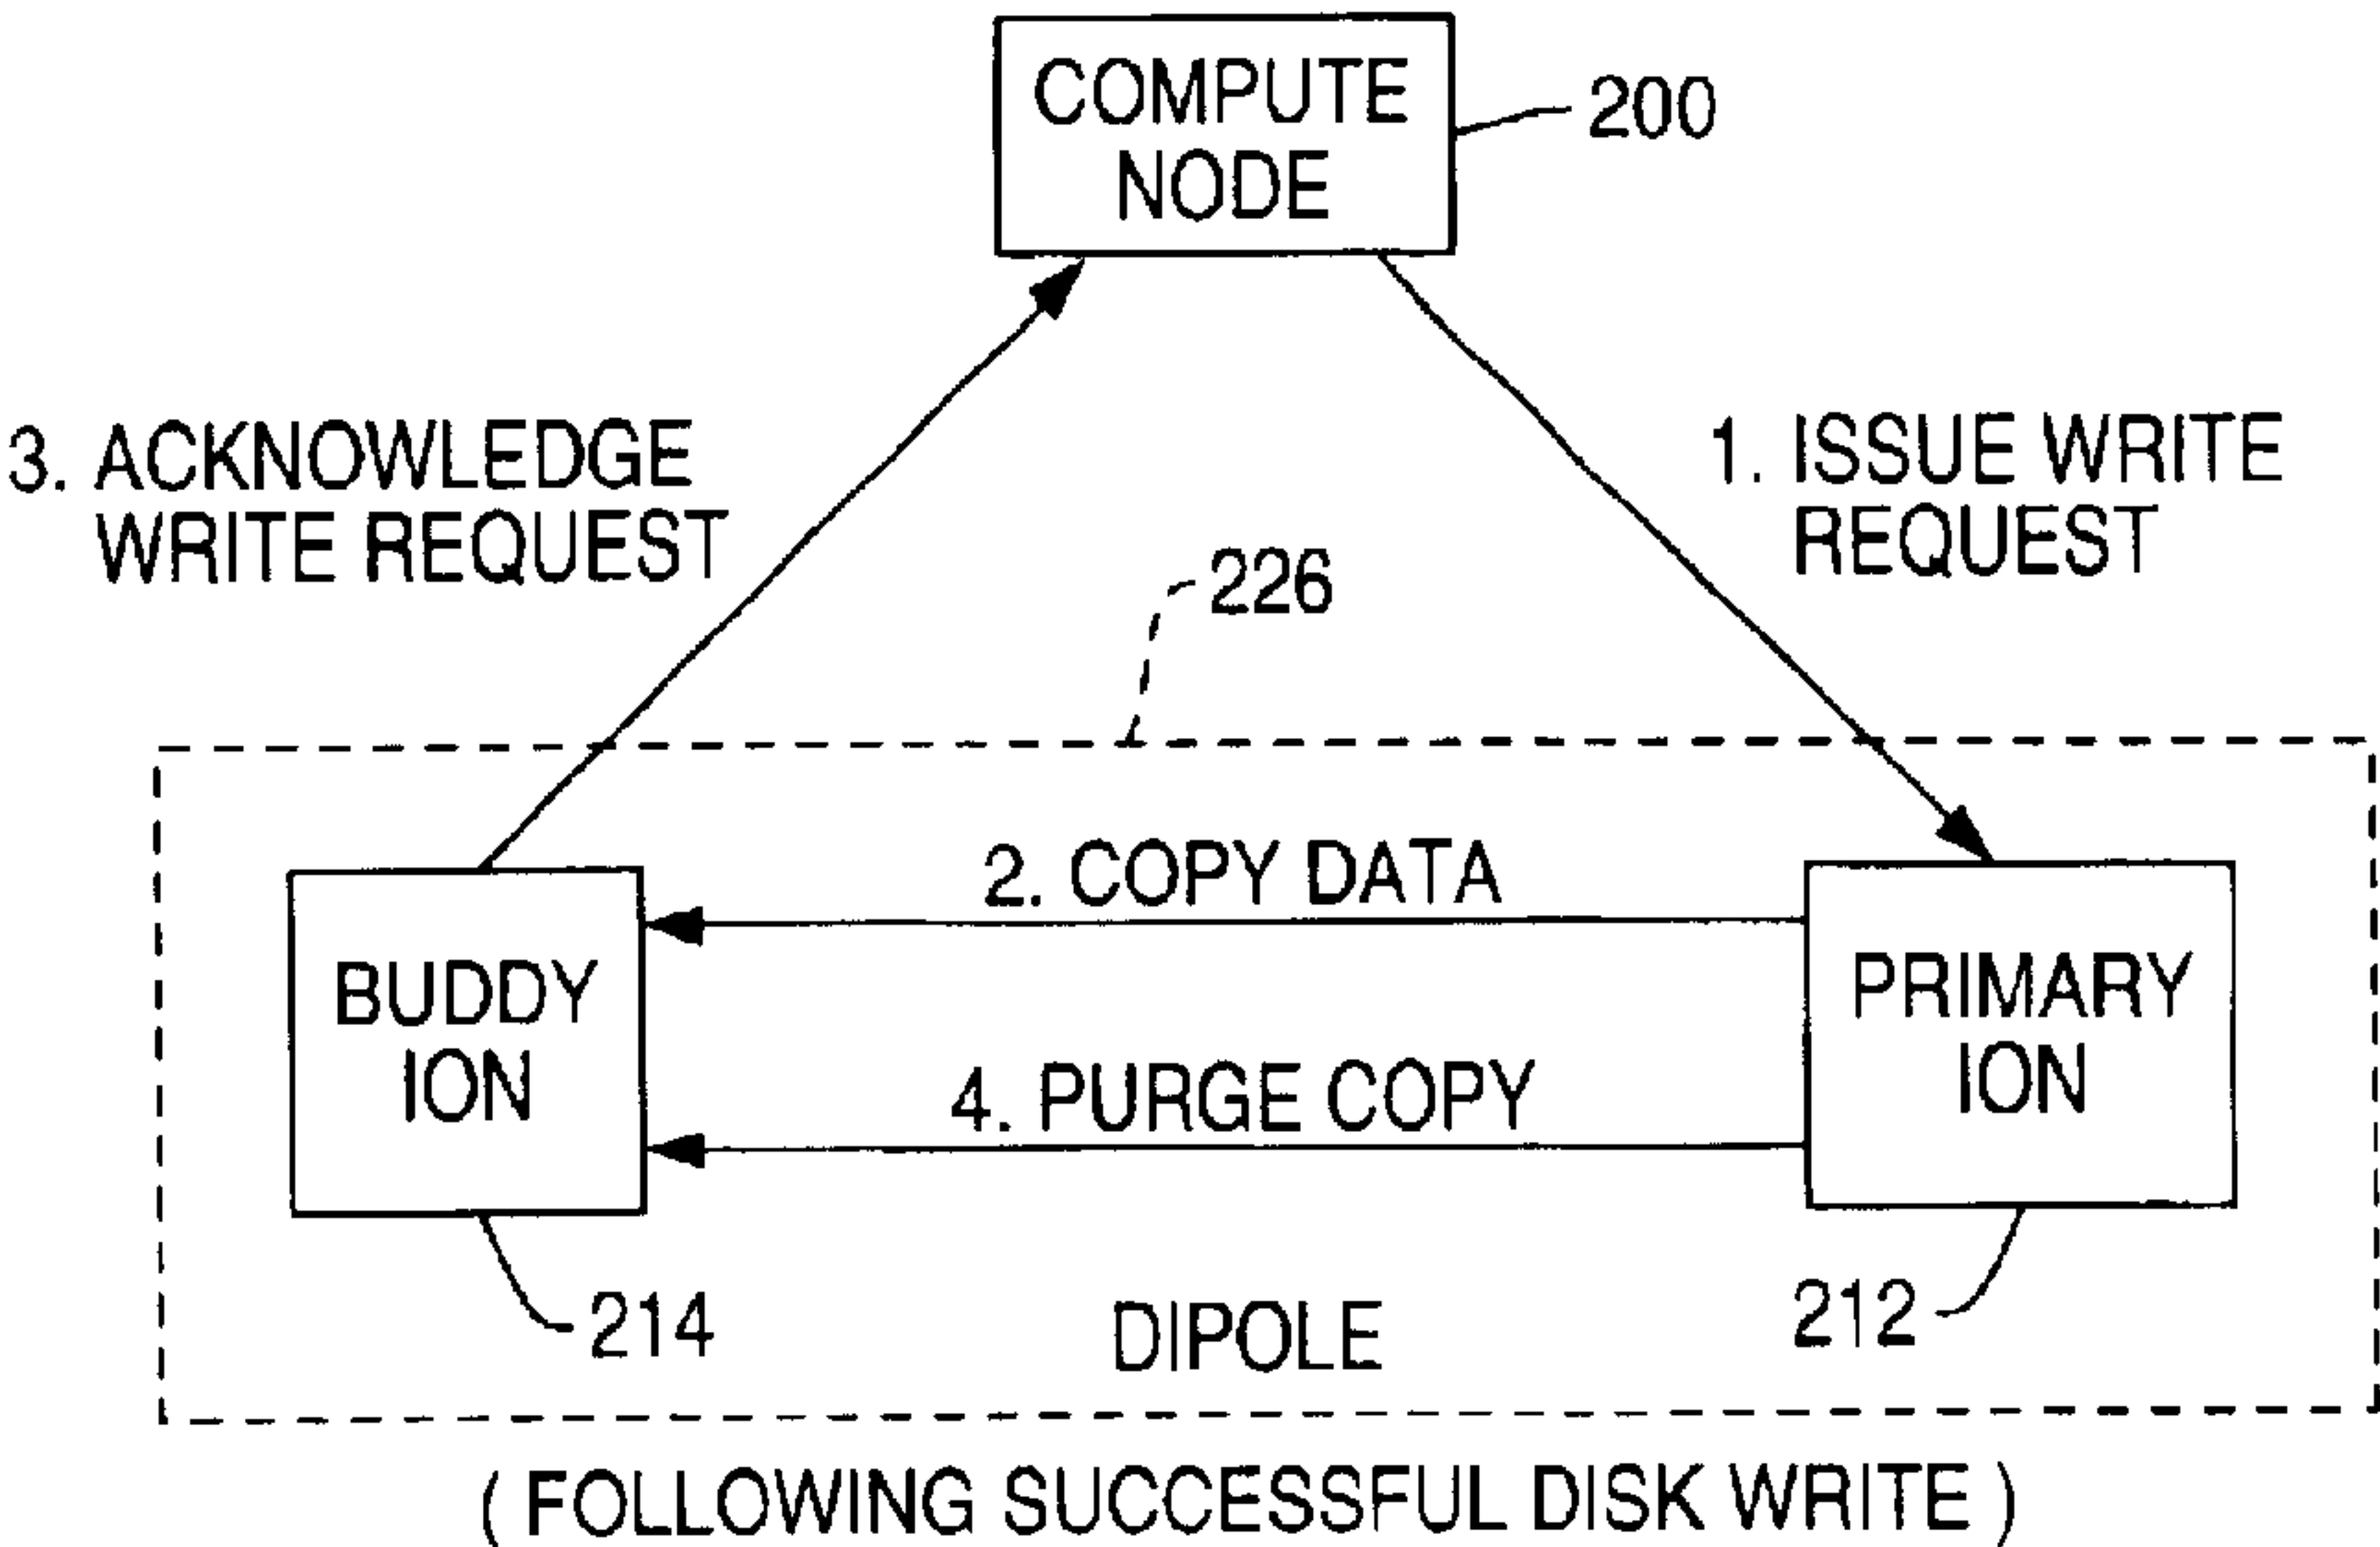 COMPUTE
NODE
200
3. ACKNOWLEDGE
WRITE REQUEST
1. ISSUE WRITE
REQUEST
226
2. COPY DATA
BUDDY
ION
PRIMARY
ION
4. PURGE COPY
214
DIPOLE
212
( FOLLOWING SUCCESSFUL DISK WRITE )